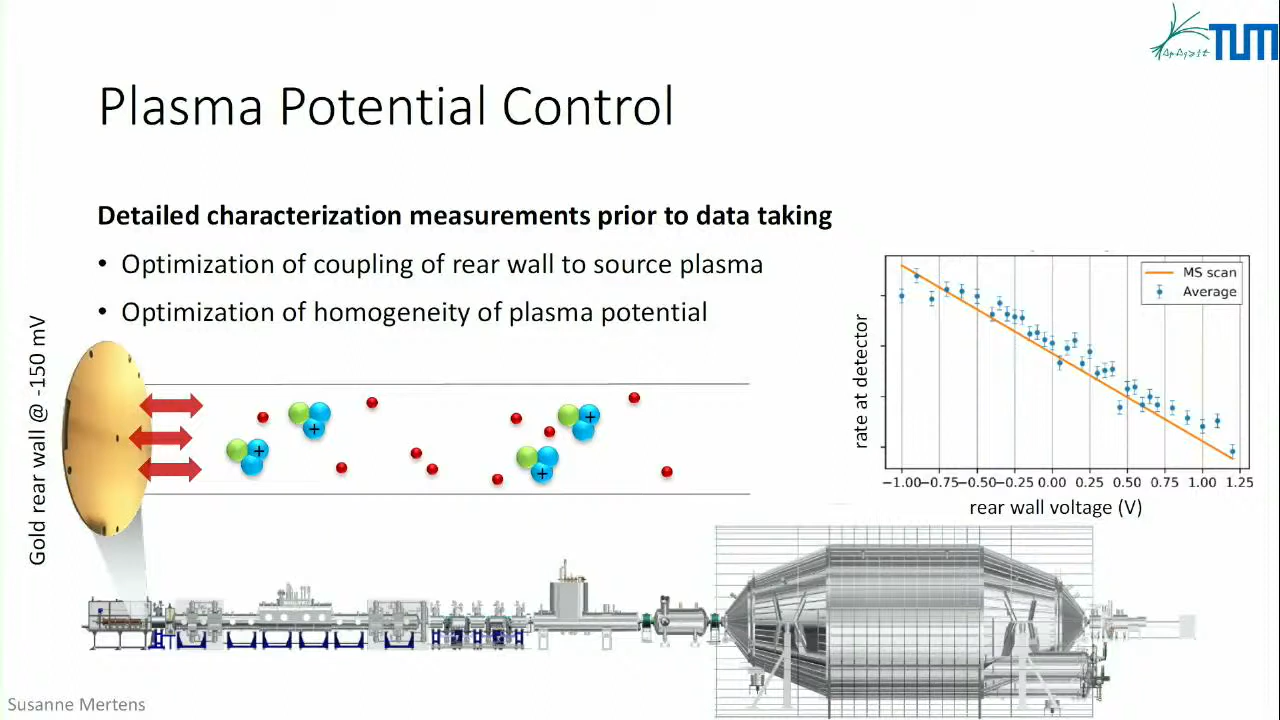 TUM
Plasma Potential Control
Detailed characterization measurements prior to data taking
• Optimization of coupling of rear wall to source plasma
• Optimization of homogeneity of plasma potential
Gold rear wall @ -150 mV
+
+
+
+
rate at detector
MS scan
Average
−1.00 −0.75 −0.50 −0.25 0.00 0.25 0.50 0.75 1.00 1.25
rear wall voltage (V)
Susanne Mertens